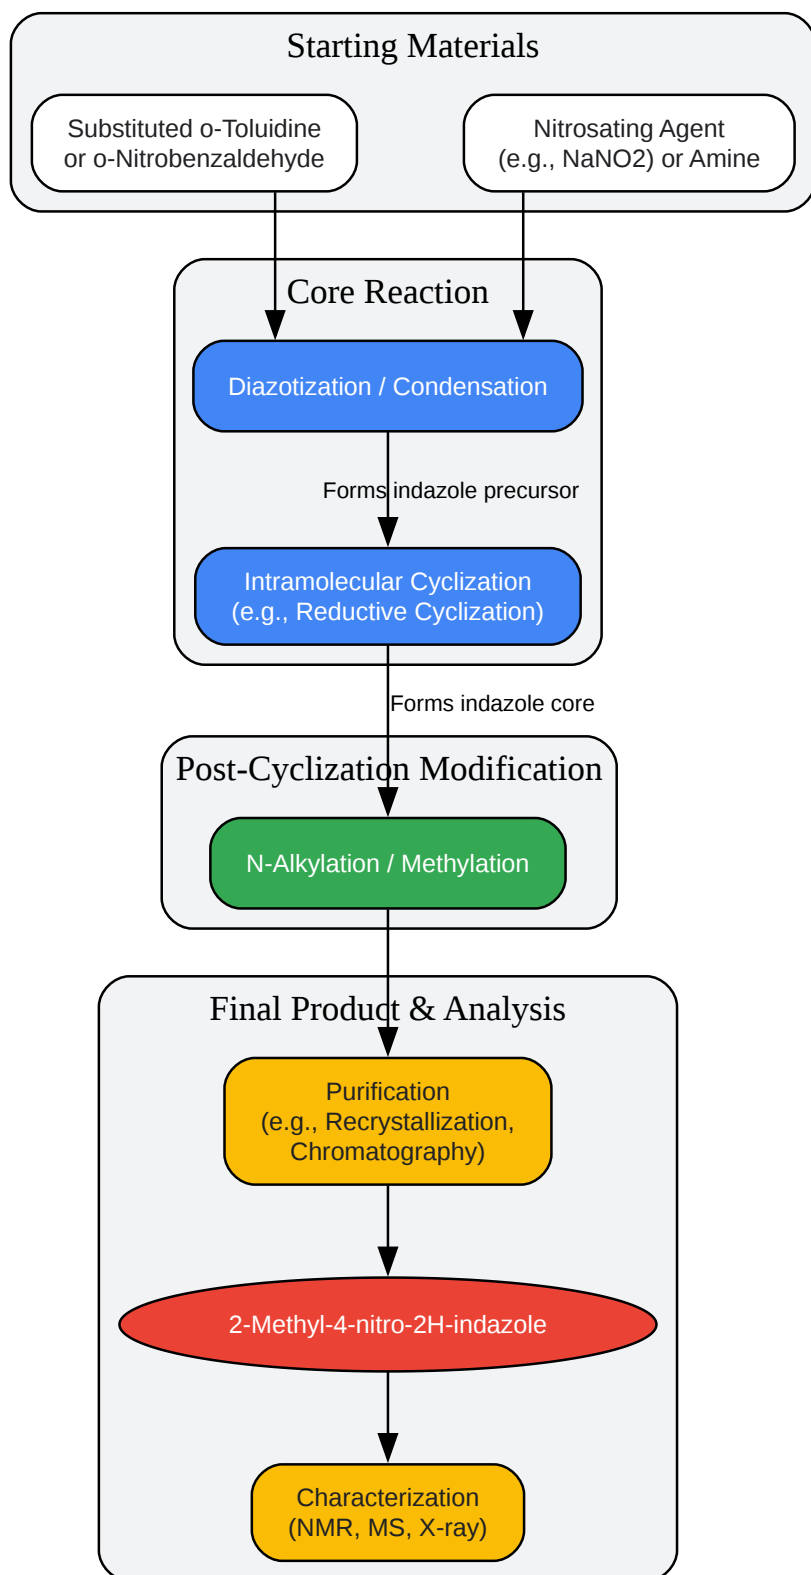 Starting Materials
Substituted o-Toluidine
or o-Nitrobenzaldehyde
Nitrosating Agent
(e.g., NaNO2) or Amine
Core Reaction
Diazotization / Condensation
Forms indazole precursor
Intramolecular Cyclization
(e.g., Reductive Cyclization)
Forms indazole core
Post-Cyclization Modification
N-Alkylation / Methylation
Final Product & Analysis
Purification
(e.g., Recrystallization,
Chromatography)
2-Methyl-4-nitro-2H-indazole
Characterization
(NMR, MS, X-ray)